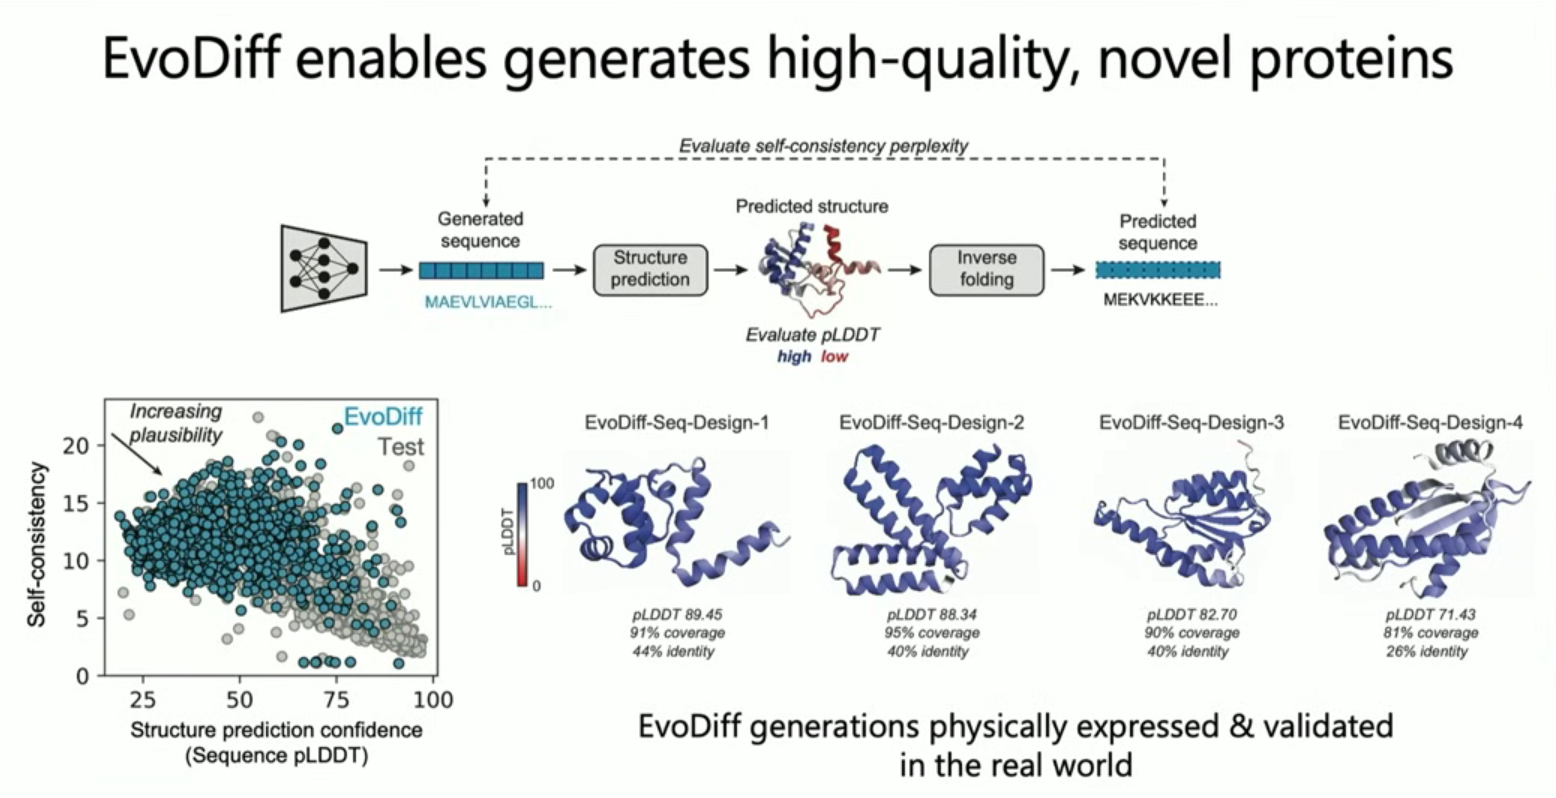 EvoDiff enables generates high-quality, novel proteins
Evaluate self-consistency perplexity
Generated
sequence
MAEVLVIAEGL...
Structure
prediction
Predicted structure
Evaluate pLDDT
high low
Inverse
folding
Predicted
sequence
MEKVKKEEE...
Increasing
plausibility
EvoDiff
Test
Self-consistency
20
15
10
5
0
25 50 75 100
Structure prediction confidence
(Sequence pLDDT)
pLDDT
100
0
EvoDiff-Seq-Design-1
pLDDT 89.45
91% coverage
44% identity
EvoDiff-Seq-Design-2
pLDDT 88.34
95% coverage
40% identity
EvoDiff-Seq-Design-3
pLDDT 82.70
90% coverage
40% identity
EvoDiff-Seq-Design-4
pLDDT 71.43
81% coverage
26% identity
EvoDiff generations physically expressed & validated
in the real world